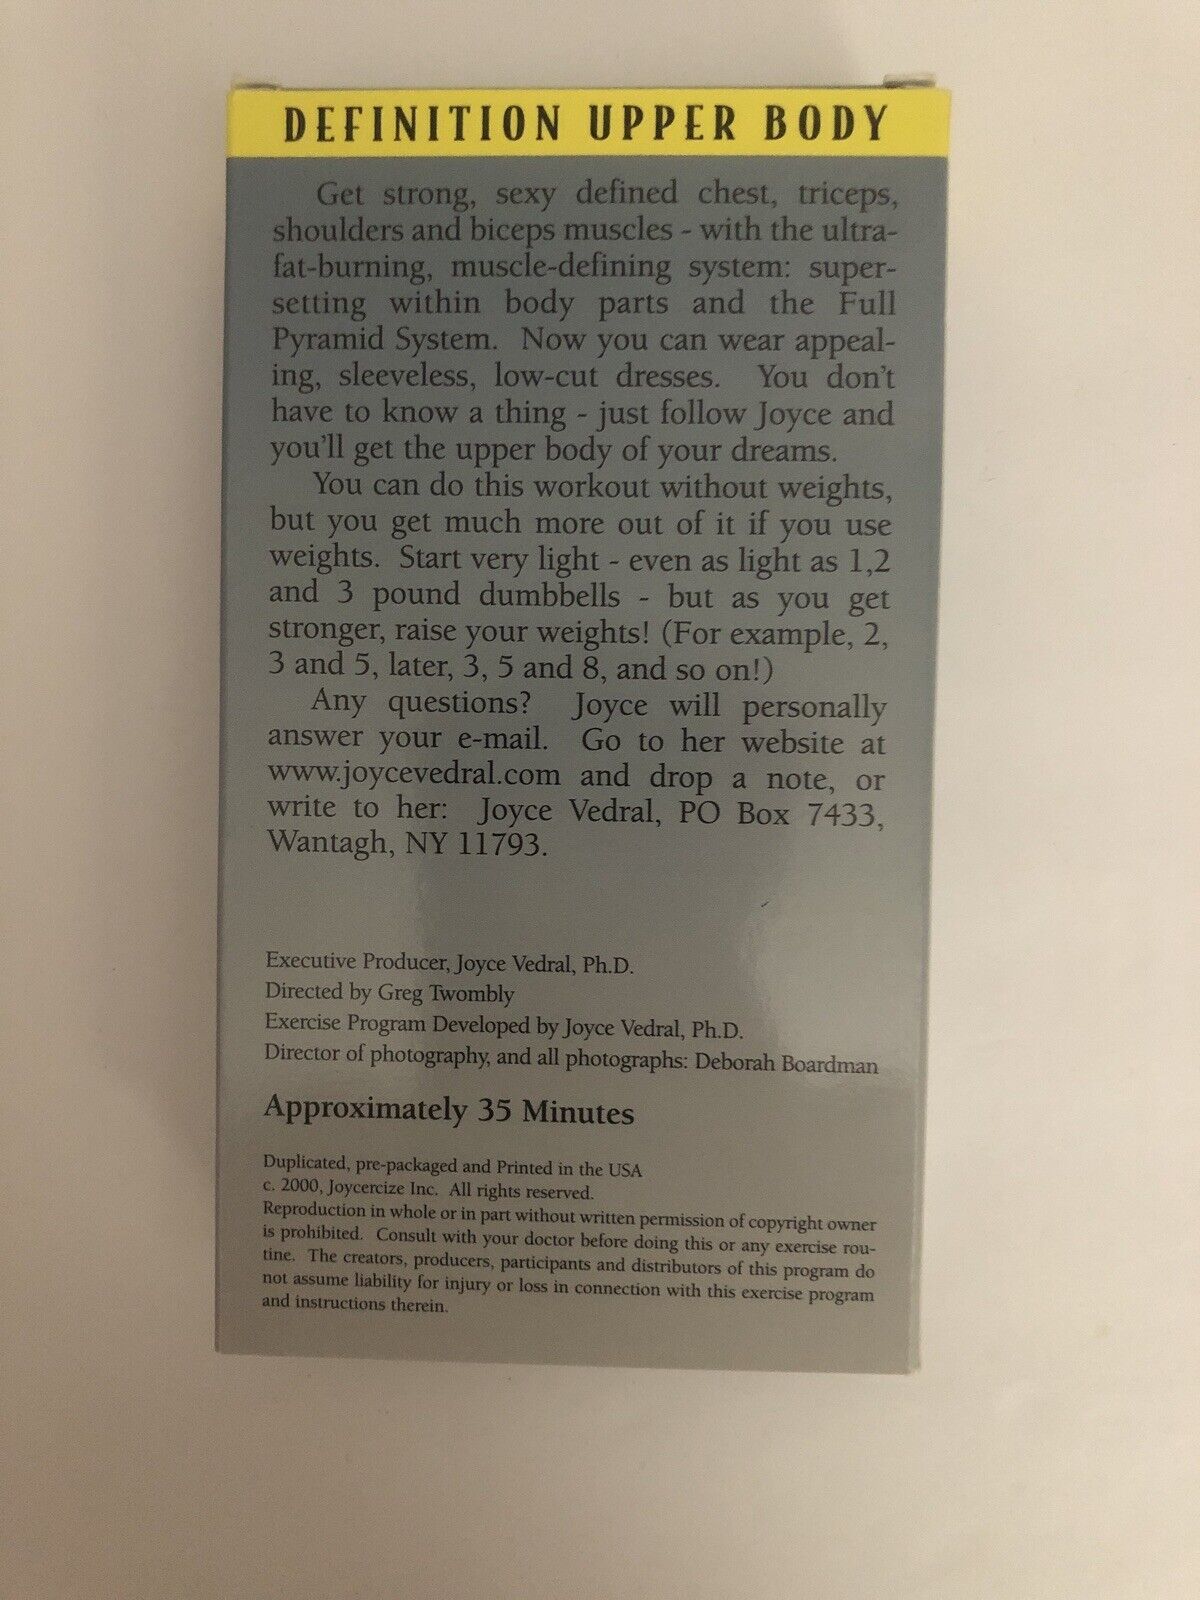 DEFINITION UPPER BODY
Get strong, sexy defined chest, triceps,
shoulders and biceps muscles - with the ultra-
fat-burning, muscle-defining system: super-
setting within body parts and the Full
Pyramid System. Now you can wear appeal-
ing, sleeveless, low-cut dresses. You don't
have to know a thing - just follow Joyce and
you'll get the upper body of your dreams.
You can do this workout without weights,
but you get much more out of it if you use
weights. Start very light - even as light as 1,2
and 3 pound dumbbells - but as you get
stronger, raise your weights! (For example, 2,
3 and 5, later, 3, 5 and 8, and so on!)
Any questions? Joyce will personally
answer your e-mail. Go to her website at
www.joycevedral.com and drop a note, or
write to her: Joyce Vedral, PO Box 7433,
Wantagh, NY 11793.
Executive Producer, Joyce Vedral, Ph.D.
Directed by Greg Twombly
Exercise Program Developed by Joyce Vedral, Ph.D.
Director of photography, and all photographs: Deborah Boardman
Approximately 35 Minutes
Duplicated, pre-packaged and Printed in the USA
c. 2000, Joycercize Inc. All rights reserved.
Reproduction in whole or in part without written permission of copyright owner
is prohibited. Consult with your doctor before doing this or any exercise rou-
tine. The creators, producers, participants and distributors of this program do
not assume liability for injury or loss in connection with this exercise program
and instructions therein.